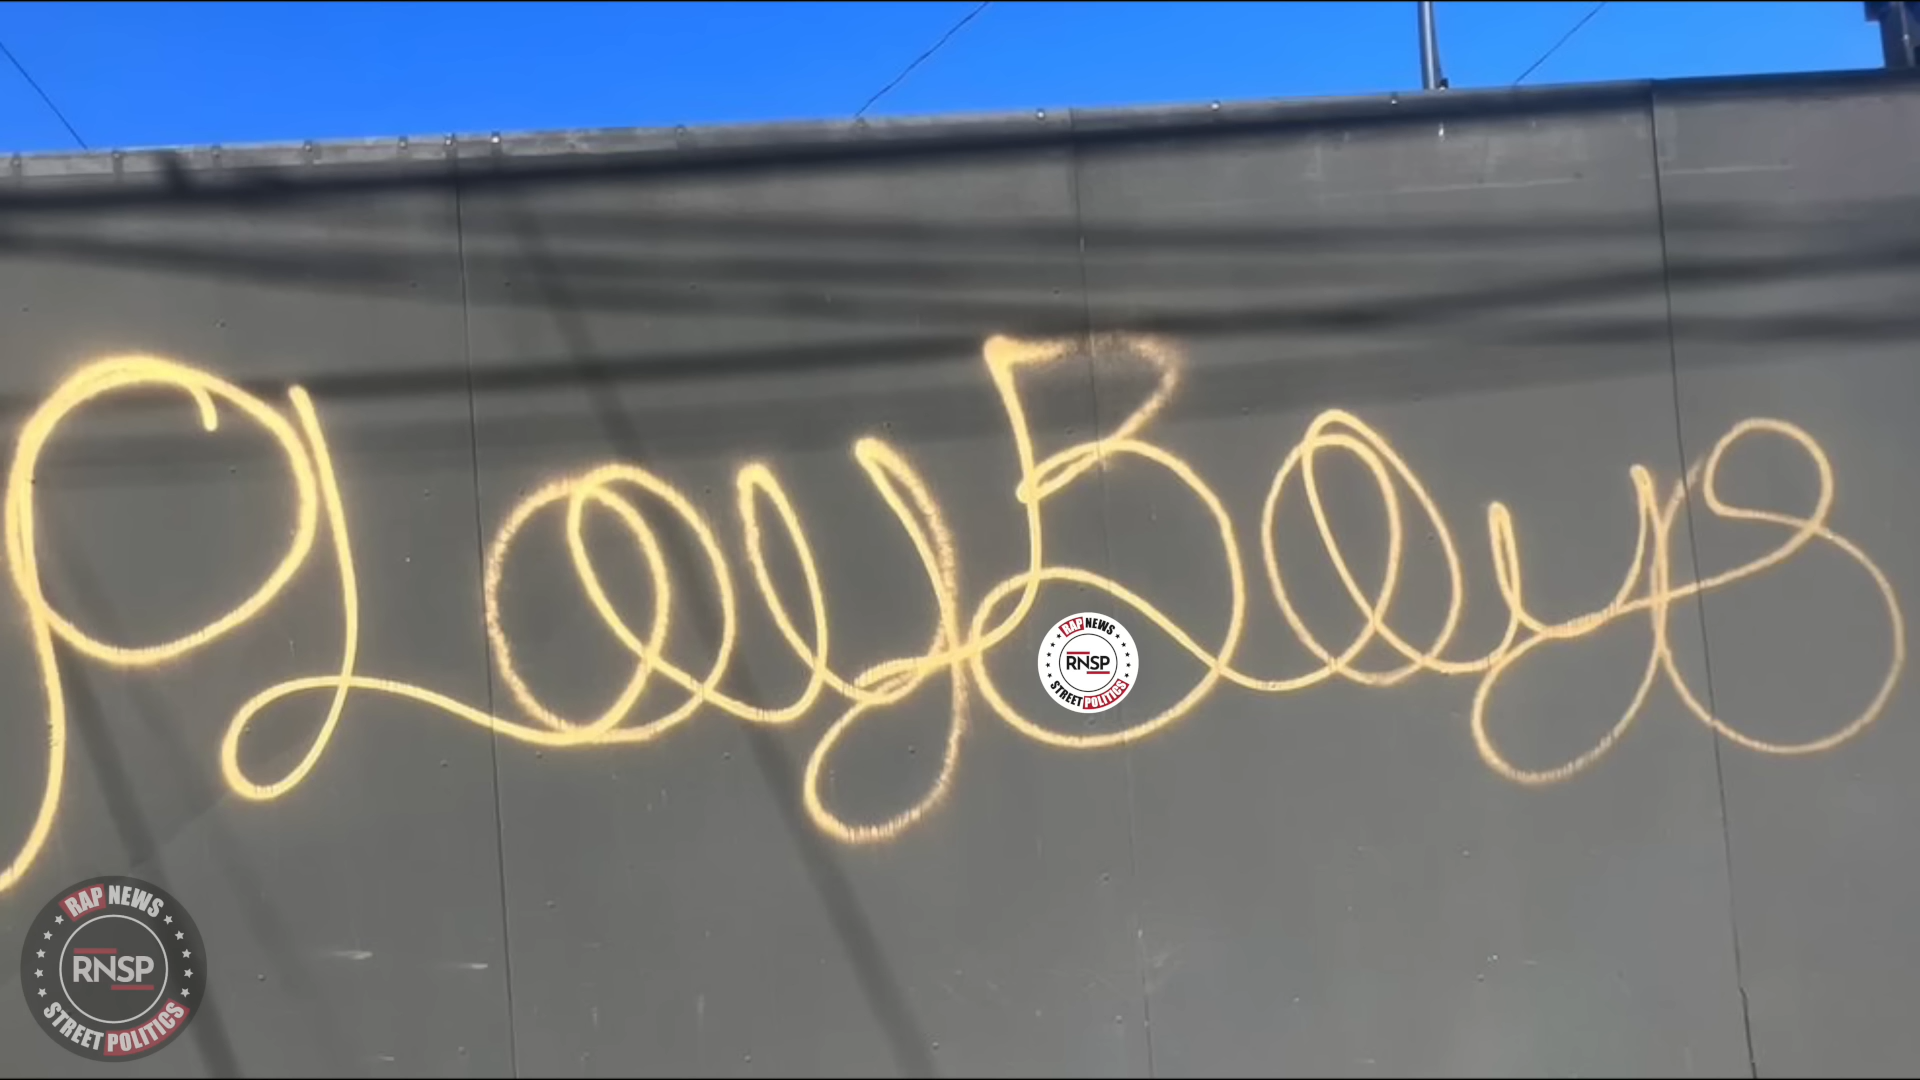 PLayBoys
RAP NEWS
RNSP
STREET POLITICS
RAP NEWS
RNSP
STREET POLITICS